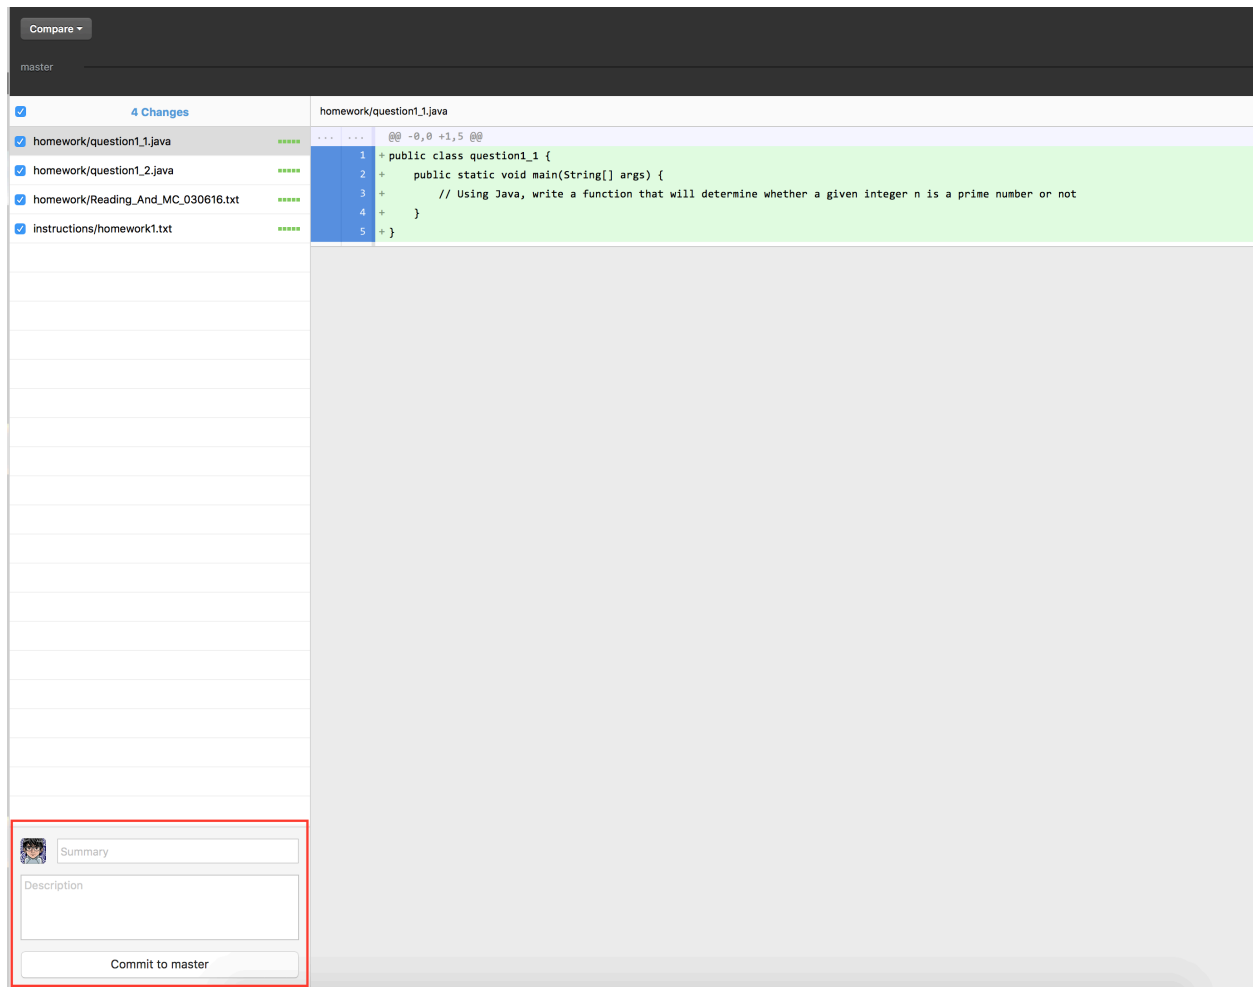 Compare
master
4 Changes
homework/question1_1.java
homework/question1_2.java
homework/Reading_And_MC_030616.txt
instructions/homework1.txt
homework/question1_1.java
... ... @@ -0,0 +1,5 @@
1 +public class question1_1 {
2 + public static void main(String[] args) {
3 + // Using Java, write a function that will determine whether a given integer n is a prime number or not
4 + }
5 +}
Summary
Description
Commit to master